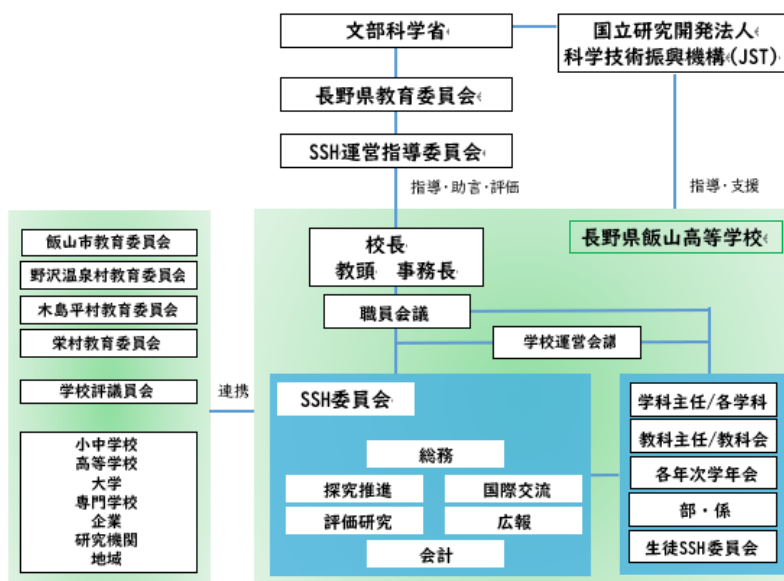 文部科学省
国立研究開発法人
科学技術振興機構(JST)
長野県教育委員会
SSH運営指導委員会
指導・助言・評価
指導・支援
長野県飯山高等学校
飯山市教育委員会
野沢温泉村教育委員会
木島平村教育委員会
栄村教育委員会
学校評議員会
小中学校
高等学校
大学
専門学校
企業
研究機関
地域
連携
校長
教頭 事務長
職員会議
学校運営会議
SSH委員会
総務
探究推進
国際交流
評価研究
広報
会計
学科主任/各学科
教科主任/教科会
各年次学年会
部・係
生徒SSH委員会